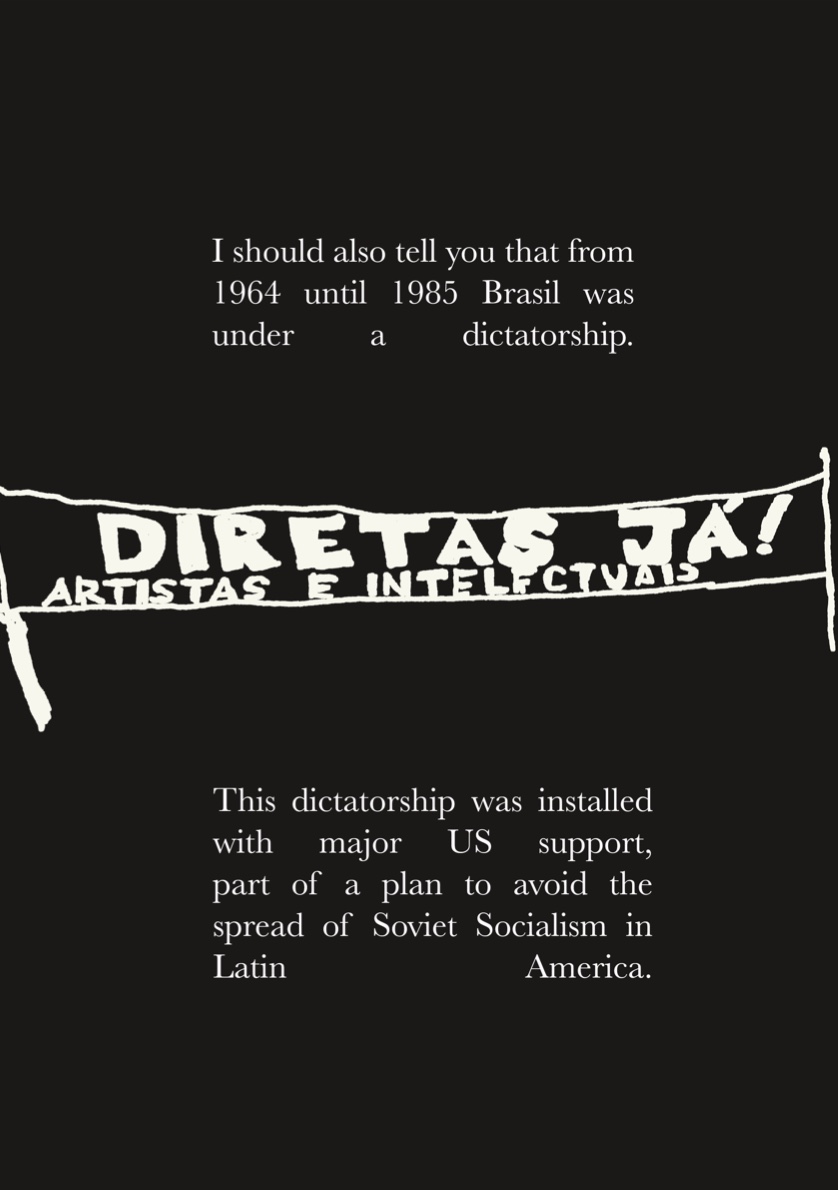 I should also tell you that from
1964 until 1985 Brasil was
under a dictatorship.
DIRETAS JÁ!
ARTISTAS E INTELECTUAIS
This dictatorship was installed
with major US support,
part of a plan to avoid the
spread of Soviet Socialism in
Latin America.